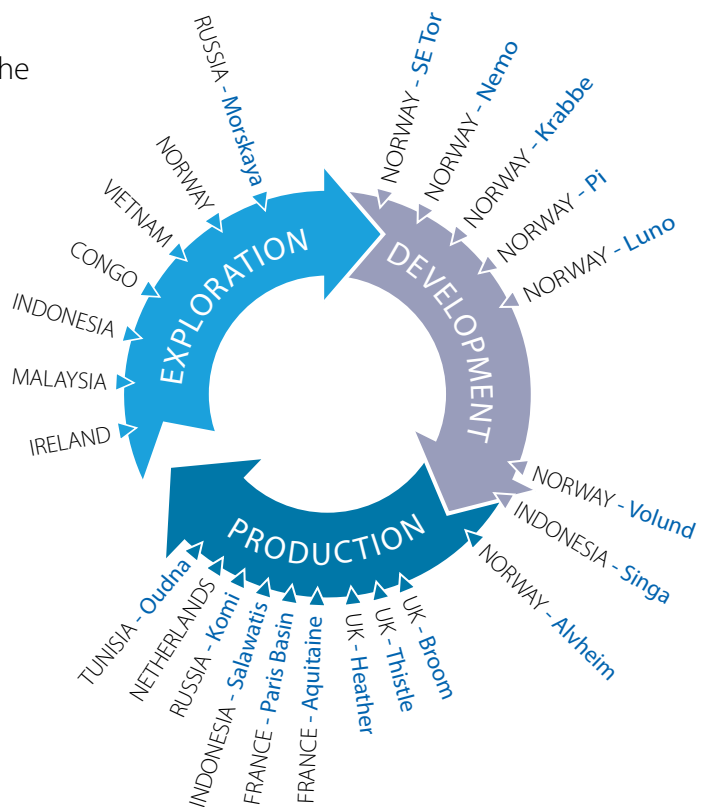 he
RUSSIA - Morskaya
NORWAY
VIETNAM
CONGO
INDONESIA
MALAYSIA
IRELAND
EXPLORATION
NORWAY - SE Tor
NORWAY - Nemo
NORWAY - Krabbe
NORWAY - Pi
NORWAY - Luno
DEVELOPMENT
NORWAY - Volund
INDONESIA - Singa
NORWAY - Alvheim
PRODUCTION
UK - Broom
UK - Thistle
UK - Heather
FRANCE - Aquitaine
FRANCE - Paris Basin
INDONESIA - Salawatis
RUSSIA - Komi
NETHERLANDS
TUNISIA - Oudna